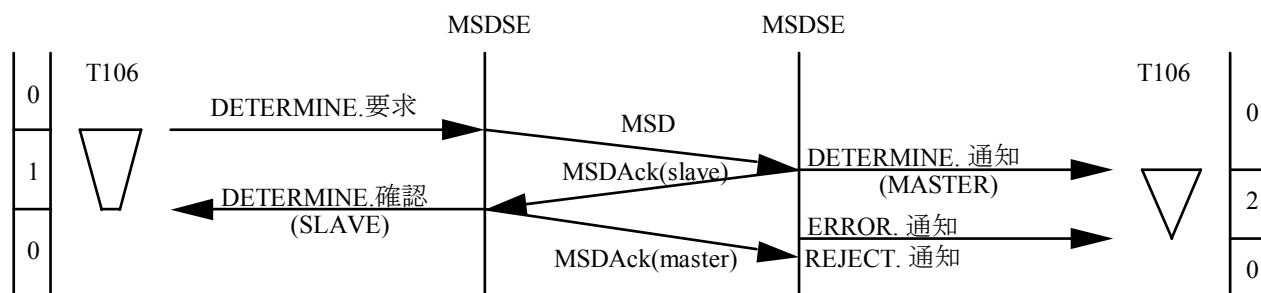 MSDSE
MSDSE
T106
T106
0
0
DETERMINE.要求
MSD
1
MSDAck(slave)
DETERMINE. 通知
(MASTER)
2
DETERMINE.確認
(SLAVE)
ERROR. 通知
0
MSDAck(master)
REJECT. 通知
0